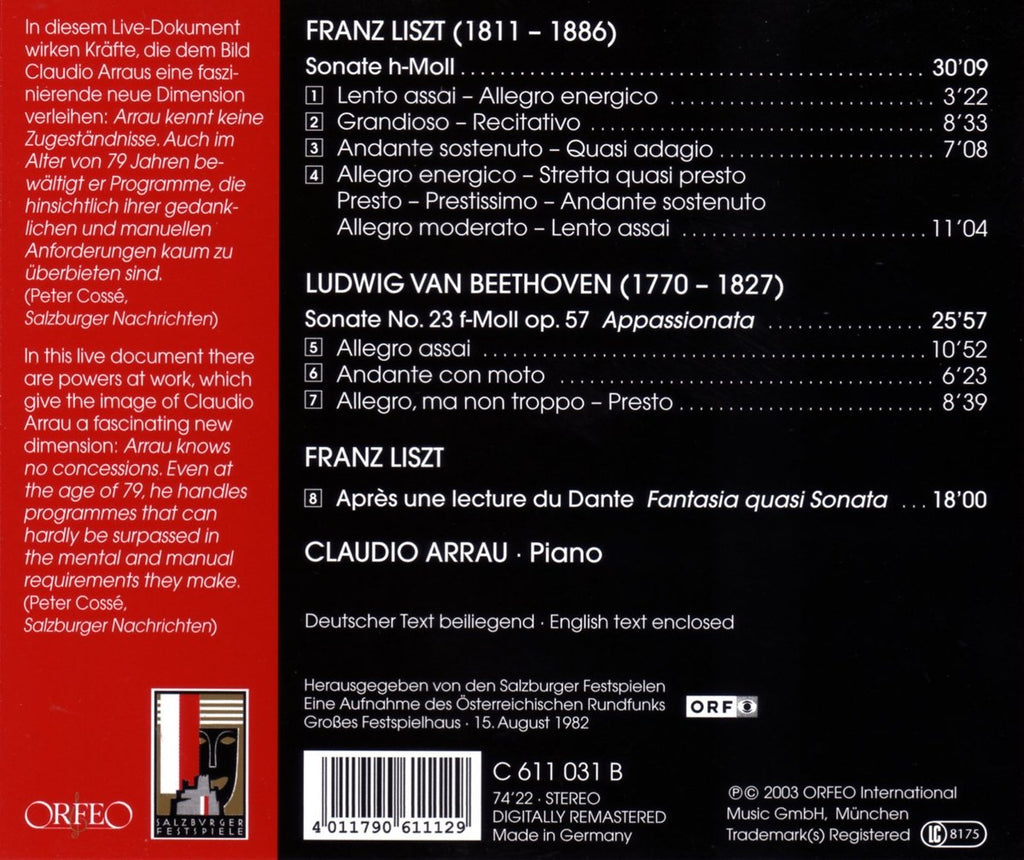 In diesem Live-Dokument
wirken Kräfte, die dem Bild
Claudio Arraus eine faszi-
nierende neue Dimension
verleihen: Arrau kennt keine
Zugeständnisse. Auch im
Alter von 79 Jahren be-
wältigt er Programme, die
hinsichtlich ihrer gedank-
lichen und manuellen
Anforderungen kaum zu
überbieten sind.
(Peter Cossé,
Salzburger Nachrichten)
In this live document there
are powers at work, which
give the image of Claudio
Arrau a fascinating new
dimension: Arrau knows
no concessions. Even at
the age of 79, he handles
programmes that can
hardly be surpassed in
the mental and manual
requirements they make.
(Peter Cossé,
Salzburger Nachrichten)
ORFEO
SALZBVRGER
FESTSPIELE
FRANZ LISZT (1811 – 1886)
Sonate h-Moll 30'09
1 Lento assai – Allegro energico 3'22
2 Grandioso – Recitativo 8'33
3 Andante sostenuto – Quasi adagio 7'08
4 Allegro energico – Stretta quasi presto
Presto – Prestissimo – Andante sostenuto
Allegro moderato – Lento assai 11'04
LUDWIG VAN BEETHOVEN (1770 – 1827)
Sonate No. 23 f-Moll op. 57 Appassionata 25'57
5 Allegro assai 10'52
6 Andante con moto 6'23
7 Allegro, ma non troppo – Presto 8'39
FRANZ LISZT
8 Après une lecture du Dante Fantasia quasi Sonata 18'00
CLAUDIO ARRAU · Piano
Deutscher Text beiliegend · English text enclosed
Herausgegeben von den Salzburger Festspielen
Eine Aufnahme des Österreichischen Rundfunks
Großes Festspielhaus · 15. August 1982
ORF
4 011790 611129
C 611 031 B
74'22 · STEREO
DIGITALLY REMASTERED
Made in Germany
℗© 2003 ORFEO International
Music GmbH, München
Trademark(s) Registered LC 8175